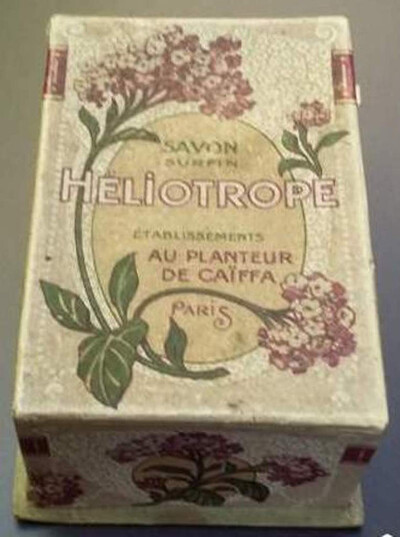 SAVON
SURFIN
HÉLIOTROPE
ÉTABLISSEMENTS
AU PLANTEUR
DE CAÏFFA
PARIS